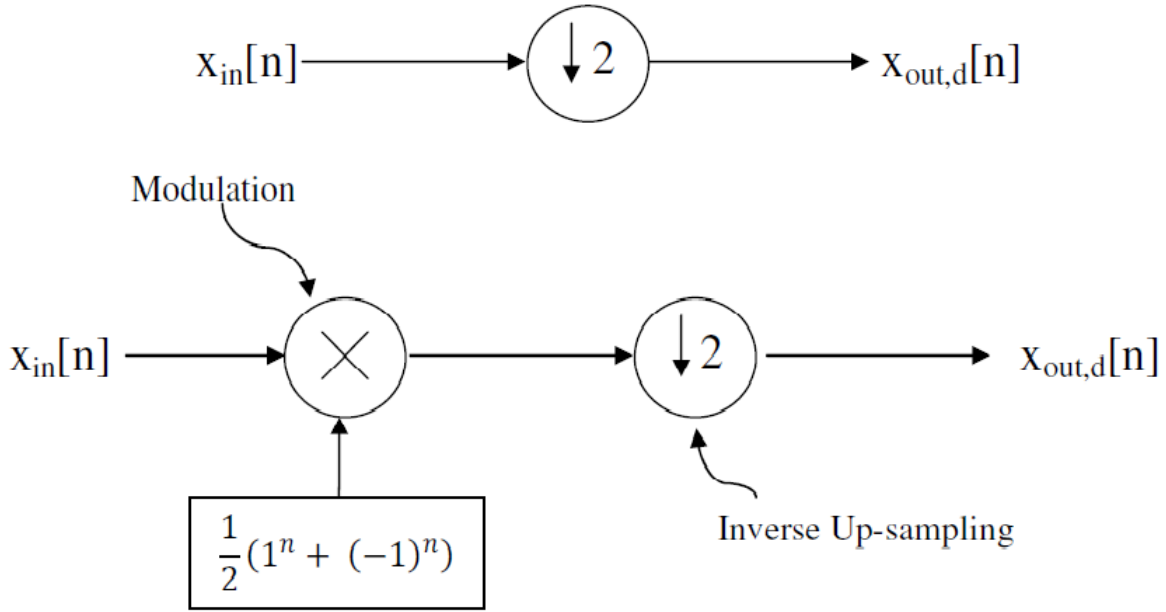 x_in[n] ↓ 2 x_out,d[n]
Modulation
x_in[n] × ↓ 2 x_out,d[n]
1/2 (1^n + (-1)^n)
Inverse Up-sampling